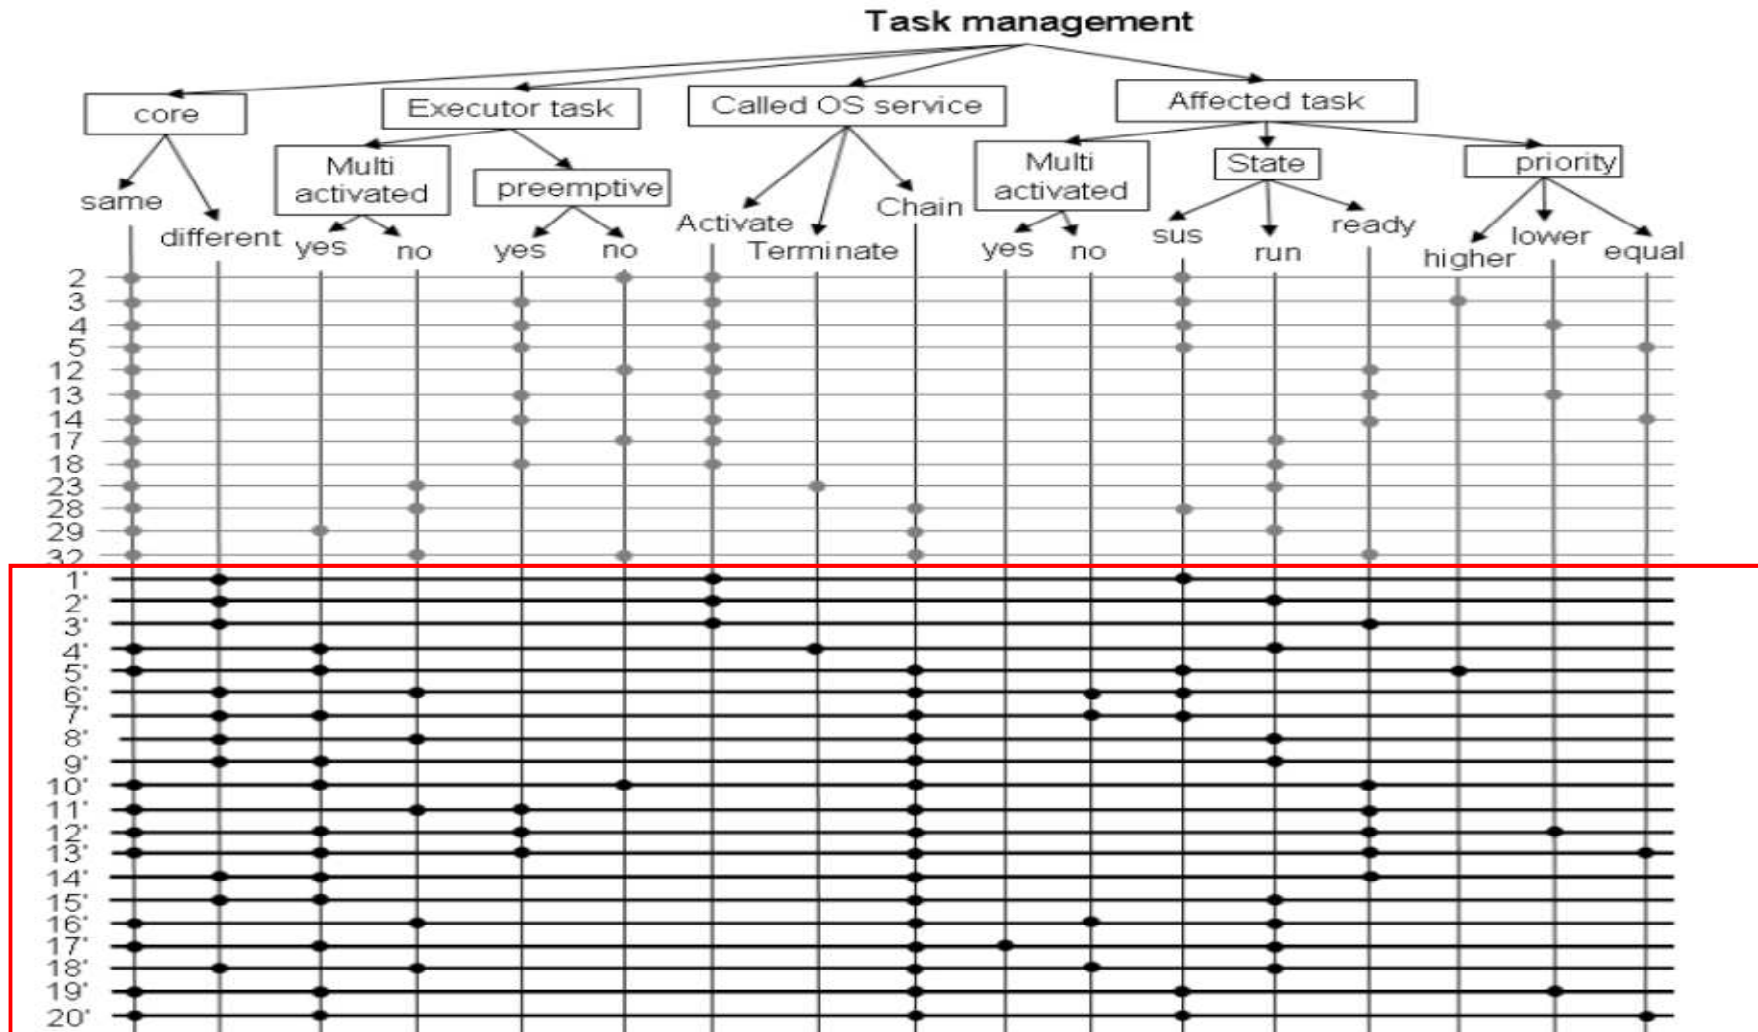 Task management
core
Executor task
Called OS service
Affected task
Multi
activated
preemptive
Multi
activated
State
priority
same
different
yes
no
yes
no
Activate
Terminate
Chain
yes
no
sus
run
ready
higher
lower
equal
2
3
4
5
12
13
14
17
18
23
28
29
32
1*
2*
3*
4*
5*
6*
7*
8*
9*
10*
11*
12*
13*
14*
15*
16*
17*
18*
19*
20*